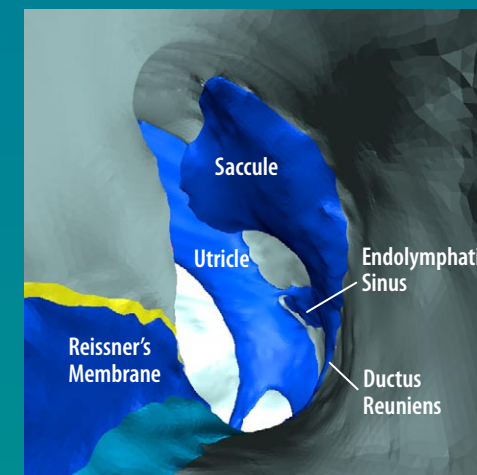 Saccule
Utricle
Endolymphati
Sinus
Reissner's
Membrane
Ductus
Reuniens